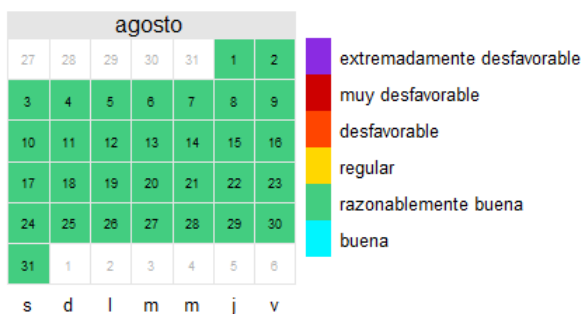 agosto
27 28 29 30 31 1 2
3 4 5 6 7 8 9
10 11 12 13 14 15 16
17 18 19 20 21 22 23
24 25 26 27 28 29 30
31 1 2 3 4 5 6
s d l m m j v
extremadamente desfavorable
muy desfavorable
desfavorable
regular
razonablemente buena
buena